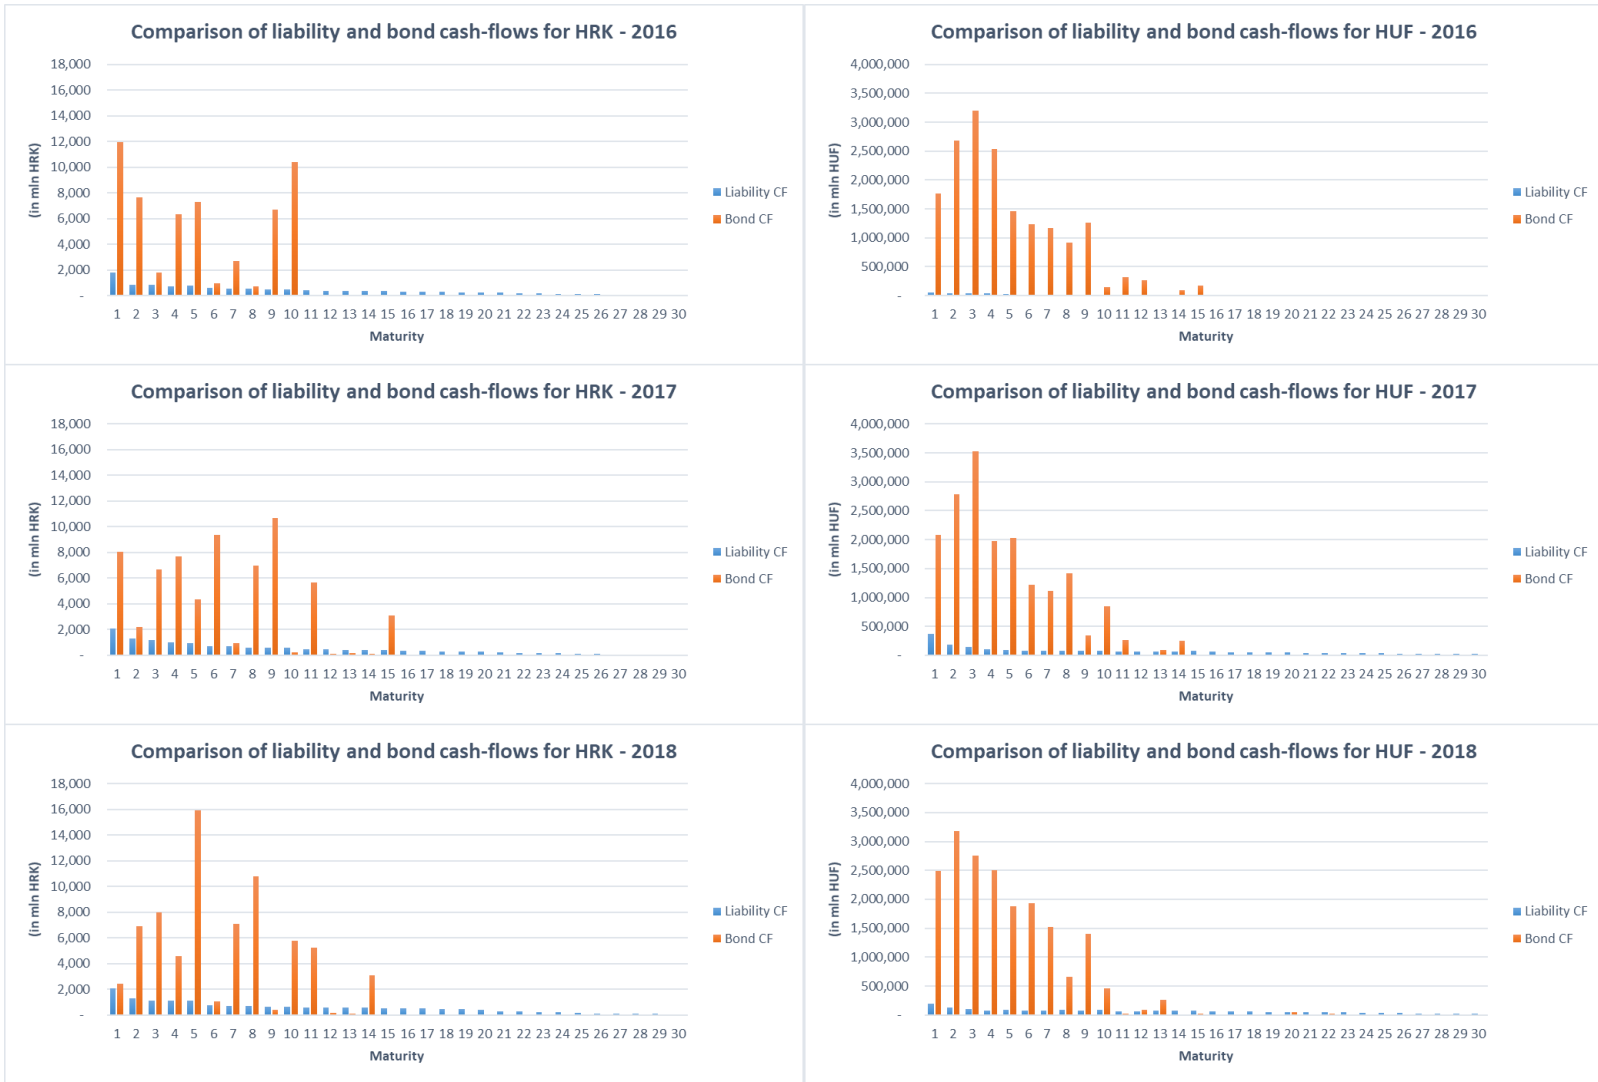 Comparison of liability and bond cash-flows for HRK - 2016
18,000
16,000
14,000
12,000
10,000
8,000
6,000
4,000
2,000
-
(in mln HRK)
1 2 3 4 5 6 7 8 9 10 11 12 13 14 15 16 17 18 19 20 21 22 23 24 25 26 27 28 29 30
Maturity
Liability CF
Bond CF
Comparison of liability and bond cash-flows for HUF - 2016
4,000,000
3,500,000
3,000,000
2,500,000
2,000,000
1,500,000
1,000,000
500,000
-
(in mln HUF)
1 2 3 4 5 6 7 8 9 10 11 12 13 14 15 16 17 18 19 20 21 22 23 24 25 26 27 28 29 30
Maturity
Liability CF
Bond CF
Comparison of liability and bond cash-flows for HRK - 2017
18,000
16,000
14,000
12,000
10,000
8,000
6,000
4,000
2,000
-
(in mln HRK)
1 2 3 4 5 6 7 8 9 10 11 12 13 14 15 16 17 18 19 20 21 22 23 24 25 26 27 28 29 30
Maturity
Liability CF
Bond CF
Comparison of liability and bond cash-flows for HUF - 2017
4,000,000
3,500,000
3,000,000
2,500,000
2,000,000
1,500,000
1,000,000
500,000
-
(in mln HUF)
1 2 3 4 5 6 7 8 9 10 11 12 13 14 15 16 17 18 19 20 21 22 23 24 25 26 27 28 29 30
Maturity
Liability CF
Bond CF
Comparison of liability and bond cash-flows for HRK - 2018
18,000
16,000
14,000
12,000
10,000
8,000
6,000
4,000
2,000
-
(in mln HRK)
1 2 3 4 5 6 7 8 9 10 11 12 13 14 15 16 17 18 19 20 21 22 23 24 25 26 27 28 29 30
Maturity
Liability CF
Bond CF
Comparison of liability and bond cash-flows for HUF - 2018
4,000,000
3,500,000
3,000,000
2,500,000
2,000,000
1,500,000
1,000,000
500,000
-
(in mln HUF)
1 2 3 4 5 6 7 8 9 10 11 12 13 14 15 16 17 18 19 20 21 22 23 24 25 26 27 28 29 30
Maturity
Liability CF
Bond CF